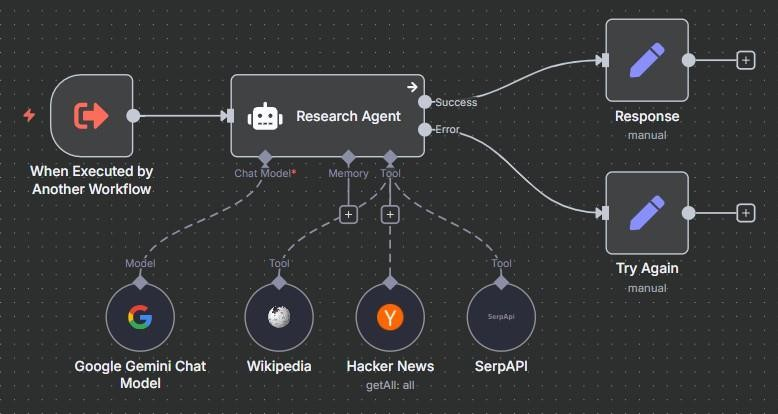 Research Agent
Success
Error
Response
manual
When Executed by
Another Workflow
Chat Model*
Memory
Tool
Try Again
manual
Model
Tool
Tool
SerpApi
Google Gemini Chat
Model
Wikipedia
Hacker News
getAll: all
SerpAPI